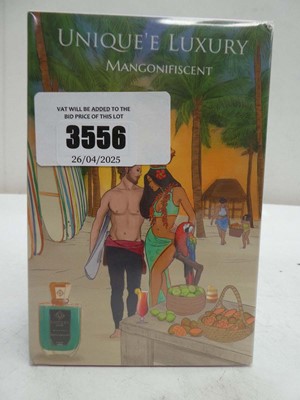 UNIQUE'E LUXURY
MANGONIFISCENT
VAT WILL BE ADDED TO THE
BID PRICE OF THIS LOT
3556
26/04/2025